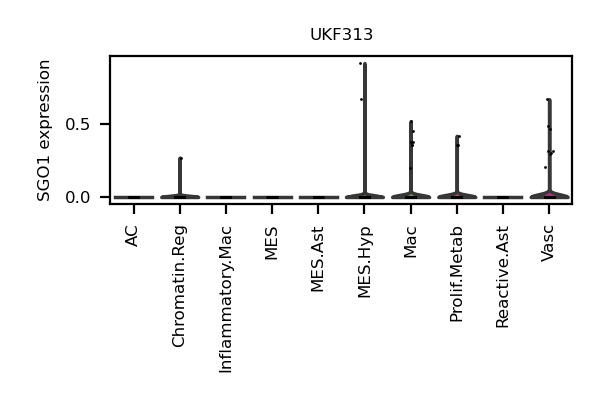 UKF313
SGO1 expression
0.5
0.0
AC
Chromatin.Reg
Inflammatory.Mac
MES
MES.Ast
MES.Hyp
Mac
Prolif.Metab
Reactive.Ast
Vasc